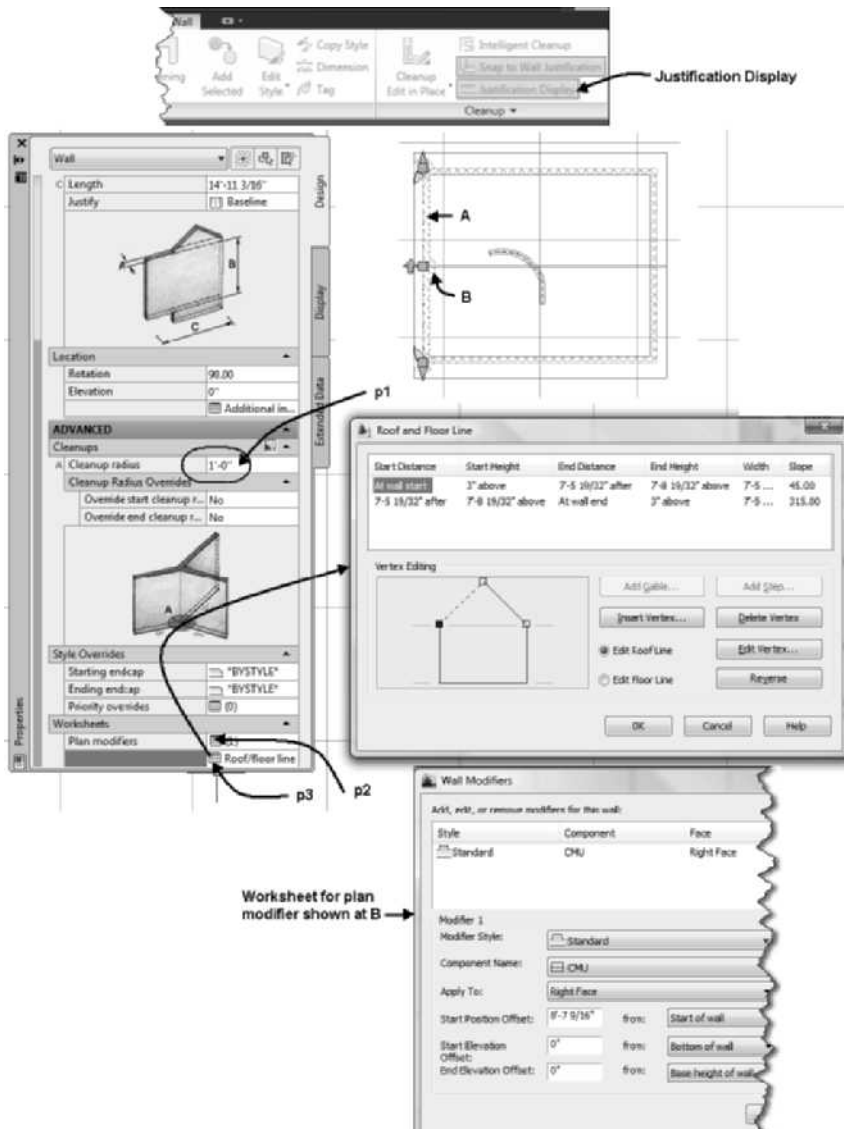 Wall
Copy Style
Intelligent Cleanup
Dimension
Snap to Wall Justification
Add Selected
Edit Style
Tag
Cleanup Edit in Place
Justification Display
Cleanup
Justification Display
Wall
C Length 14'-11 3/16"
Justify Baseline
Design
A
B
C
Display
Location
Rotation 90.00
Elevation 0"
Additional in...
Extended Data
ADVANCED
Cleanups
A Cleanup radius 1'-0"
Cleanup Radius Overrides
Override start cleanup r... No
Override end cleanup r... No
A
Style Overrides
Starting endcap *BYSTYLE*
Ending endcap *BYSTYLE*
Priority overrides (0)
Worksheets
Plan modifiers (1)
Roof/floor line
Properties
A
B
p1
p2
p3
Roof and Floor Line
Start Distance Start Height End Distance End Height Width Slope
At wall start 3" above 7'-5 19/32" after 7'-8 19/32" above 7'-5 ... 45.00
7'-5 19/32" after 7'-8 19/32" above At wall end 3" above 7'-5 ... 315.00
Vertex Editing
Add Gable... Add Step...
Insert Vertex... Delete Vertex
Edit Roof Line Edit Vertex...
Edit Floor Line Reverse
OK Cancel Help
Wall Modifiers
Add, edit, or remove modifiers for this wall:
Style Component Face
Standard CMU Right Face
Worksheet for plan
modifier shown at B
Modifier 1
Modifier Style: Standard
Component Name: CMU
Apply To: Right Face
Start Position Offset: 8'-7 9/16" from: Start of wall
Start Elevation Offset: 0" from: Bottom of wall
End Elevation Offset: 0" from: Base height of wall